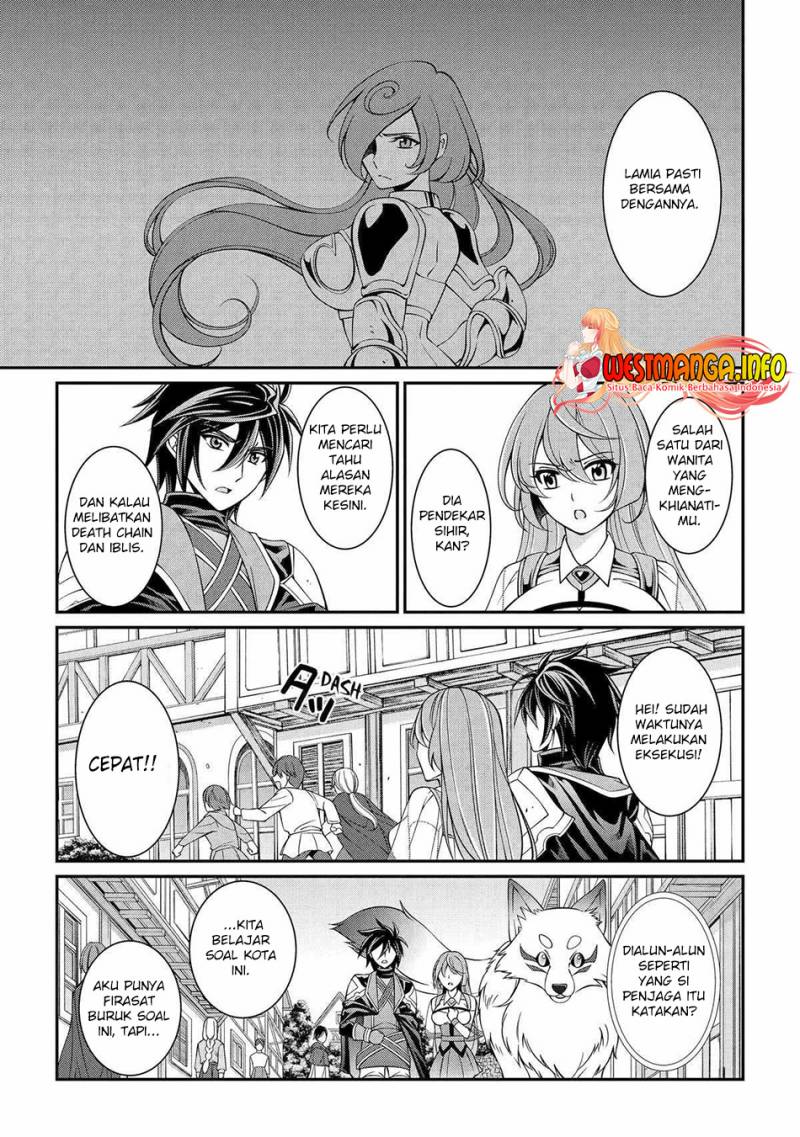 LAMIA PASTI
BERSAMA
DENGANNYA.
WESTMANGA.INFO
Situs Baca Komik Berbahasa Indonesia
SALAH
SATU DARI
WANITA
YANG
MENG-
KHIANATI-
MU.
DIA
PENDEKAR
SIHIR,
KAN?
KITA PERLU
MENCARI
TAHU
ALASAN
MEREKA
KESINI.
DAN KALAU
MELIBATKAN
DEATH CHAIN
DAN IBLIS.
HEI! SUDAH
WAKTUNYA
MELAKUKAN
EKSEKUSI!
DASH
CEPAT!!
DIALUN-ALUN
SEPERTI
YANG SI
PENJAGA ITU
KATAKAN?
...KITA
BELAJAR
SOAL KOTA
INI.
AKU PUNYA
FIRASAT
BURUK SOAL
INI, TAPI...